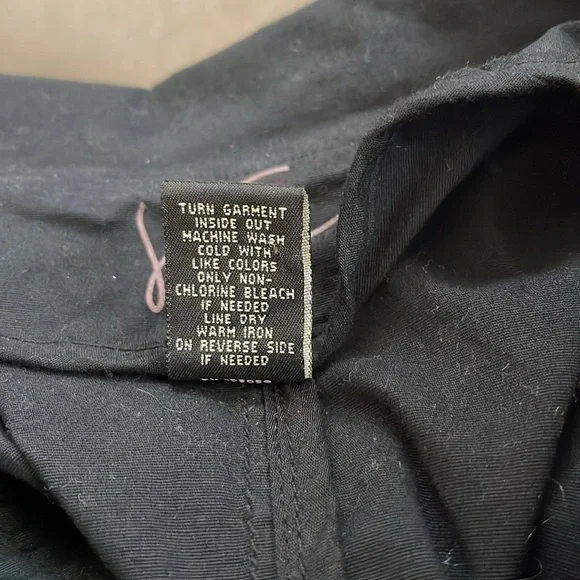 TURN GARMENT
INSIDE OUT
MACHINE WASH
COLD WITH
LIKE COLORS
ONLY NON-
CHLORINE BLEACH
IF NEEDED
LINE DRY
WARM IRON
ON REVERSE SIDE
IF NEEDED